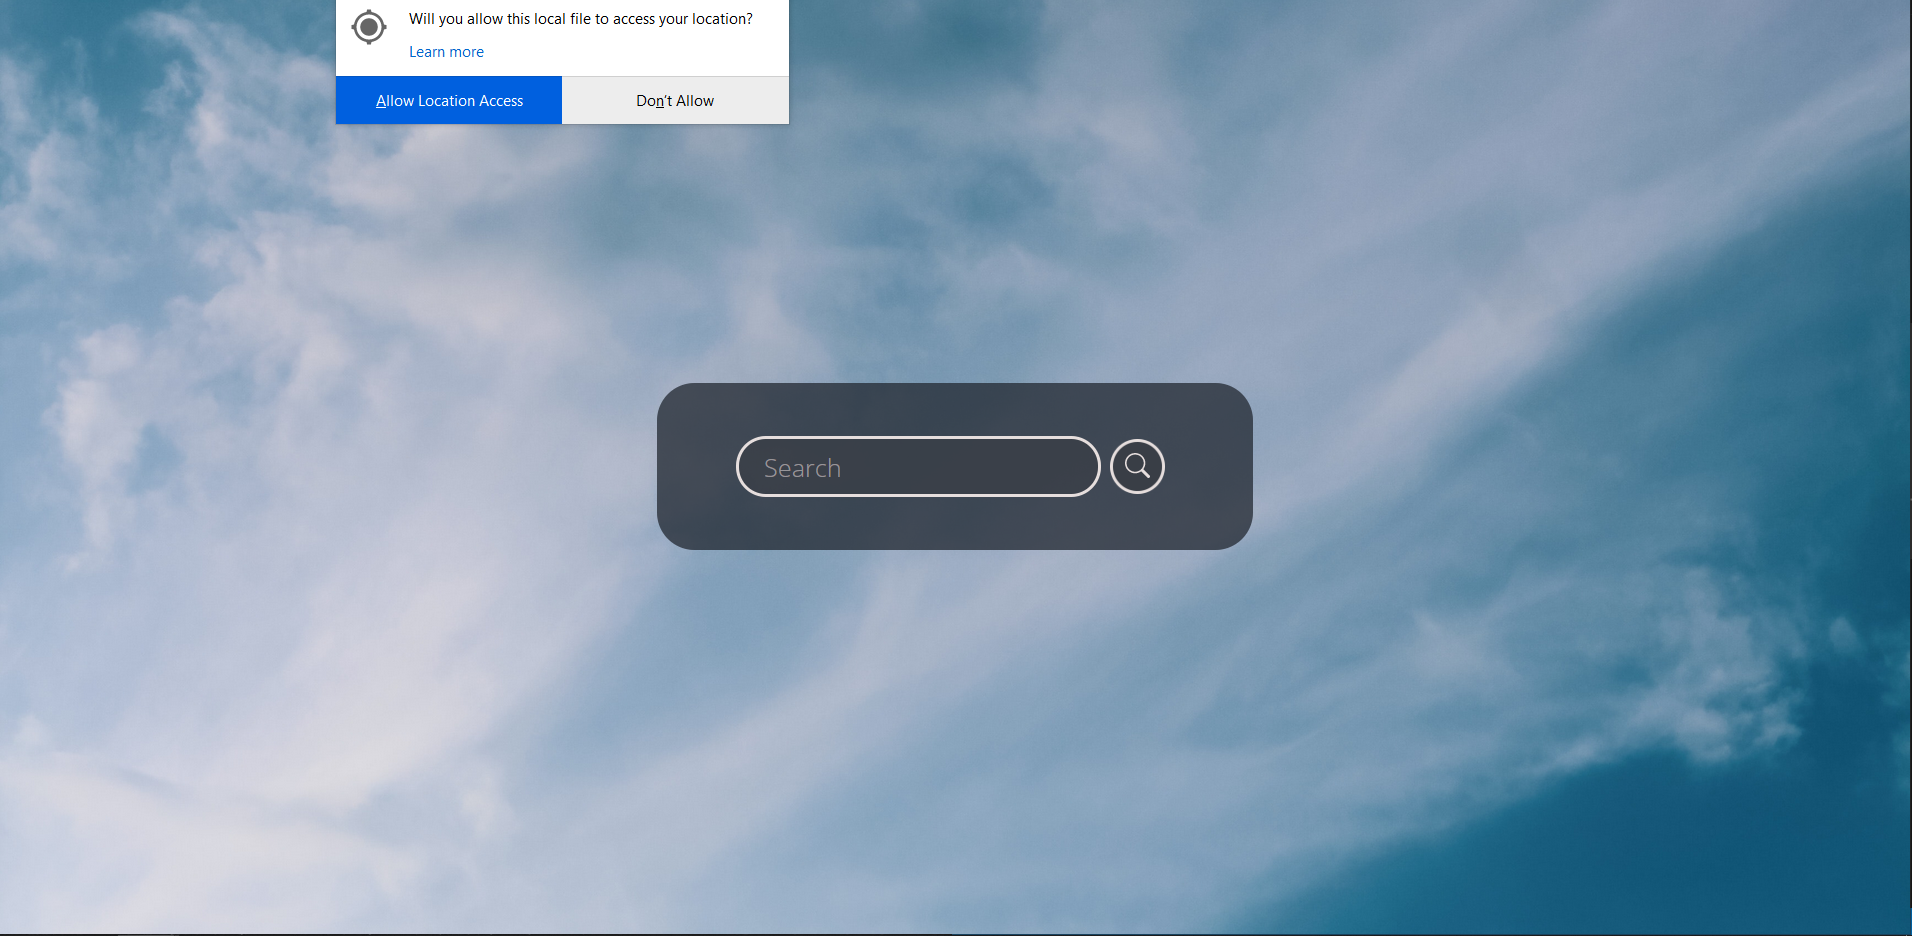 Will you allow this local file to access your location?
Learn more
Allow Location Access
Don’t Allow
Search